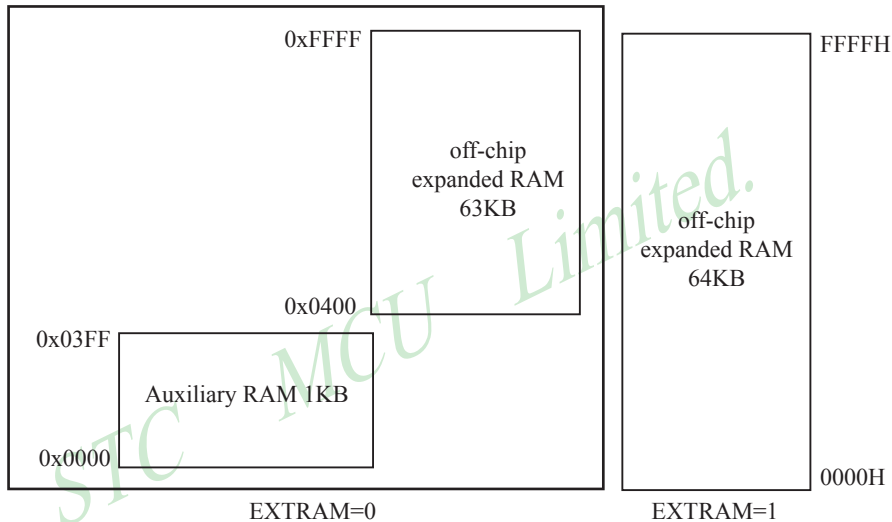 0xFFFF
off-chip
expanded RAM
63KB
0x0400
0x03FF
Auxiliary RAM 1KB
0x0000
EXTRAM=0
FFFFH
off-chip
expanded RAM
64KB
0000H
EXTRAM=1
STC MCU Limited.